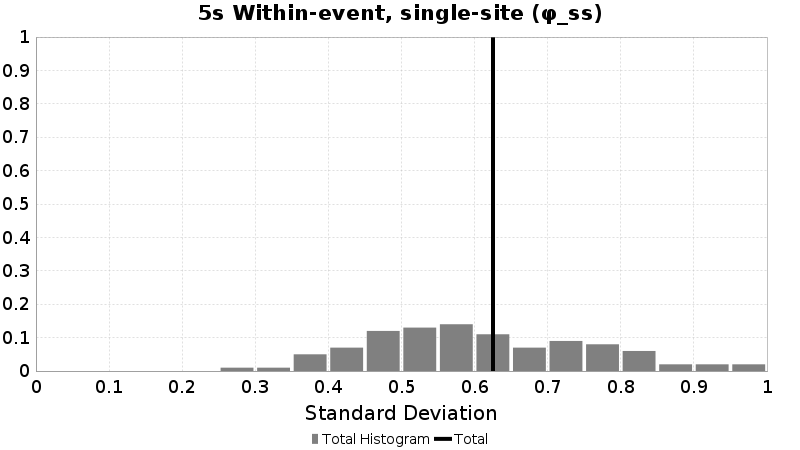 5s Within-event, single-site (φ_ss)
1
0.9
0.8
0.7
0.6
0.5
0.4
0.3
0.2
0.1
0
0 0.1 0.2 0.3 0.4 0.5 0.6 0.7 0.8 0.9 1
Standard Deviation
Total Histogram Total